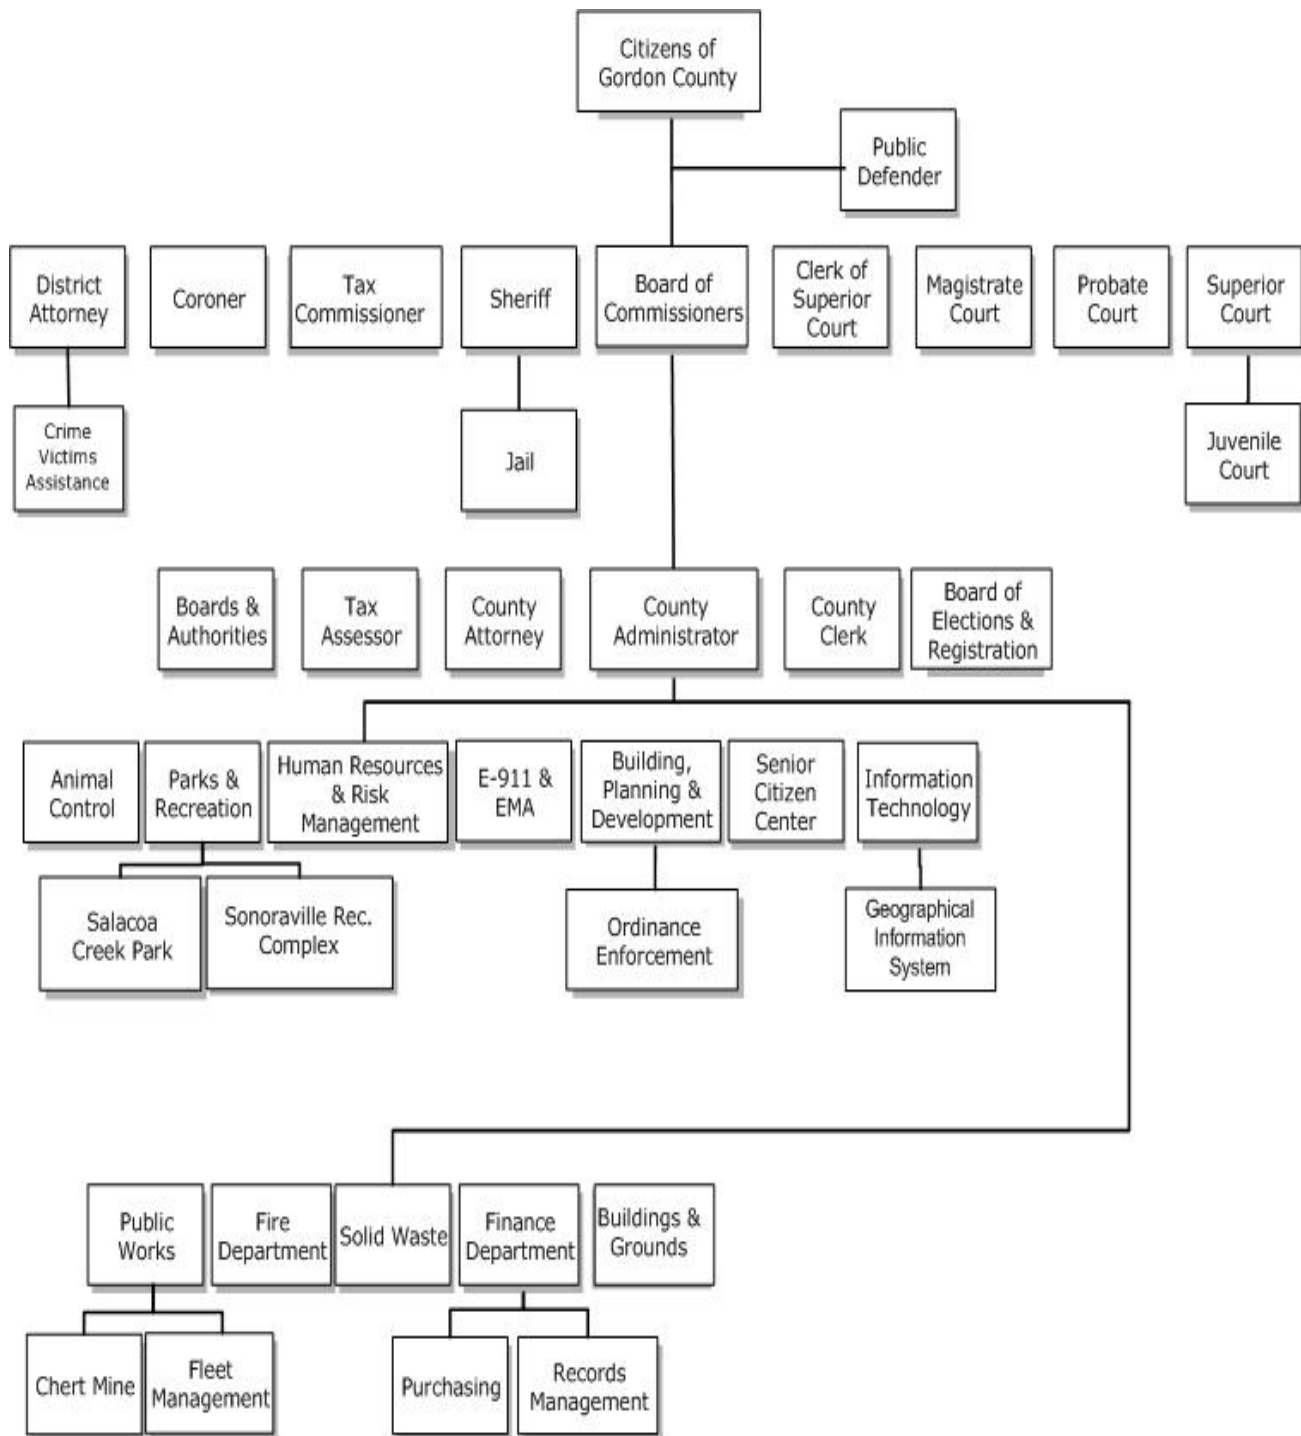 Citizens of
Gordon County
Public
Defender
District
Attorney
Coroner
Tax
Commissioner
Sheriff
Board of
Commissioners
Clerk of
Superior
Court
Magistrate
Court
Probate
Court
Superior
Court
Crime
Victims
Assistance
Jail
Juvenile
Court
Boards &
Authorities
Tax
Assessor
County
Attorney
County
Administrator
County
Clerk
Board of
Elections &
Registration
Animal
Control
Parks &
Recreation
Human Resources
& Risk
Management
E-911 &
EMA
Building,
Planning &
Development
Senior
Citizen
Center
Information
Technology
Salacoa
Creek Park
Sonoraville Rec.
Complex
Ordinance
Enforcement
Geographical
Information
System
Public
Works
Fire
Department
Solid Waste
Finance
Department
Buildings &
Grounds
Chert Mine
Fleet
Management
Purchasing
Records
Management